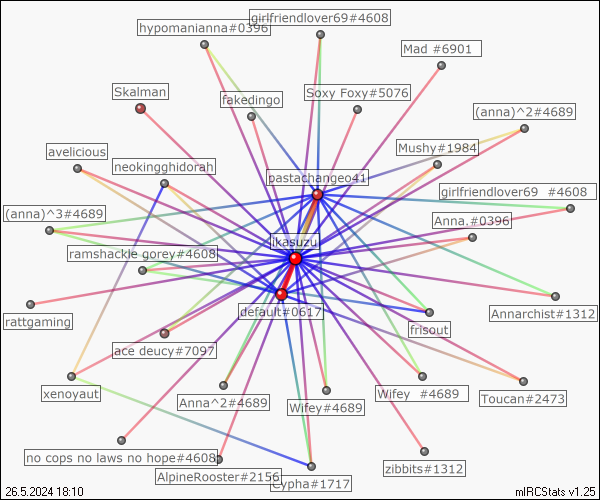 girlfriendlover69#4608
hypomanianna#0396
Mad #6901
Skalman
fakedingo
Soxy Foxy#5076
(anna)^2#4689
avelicious
neokingghidorah
Mushy#1984
pastachangeo41
girlfriendlover69 #4608
(anna)^3#4689
Anna.#0396
ikasuzu
ramshackle gorey#4608
default#0617
rattgaming
Annarchist#1312
frisout
ace deucy#7097
xenoyaut
Anna^2#4689
Wifey#4689
Wifey #4689
Toucan#2473
no cops no laws no hope#4608
AlpineRooster#2156
Cypha#1717
zibbits#1312
26.5.2024 18:10
mIRCStats v1.25